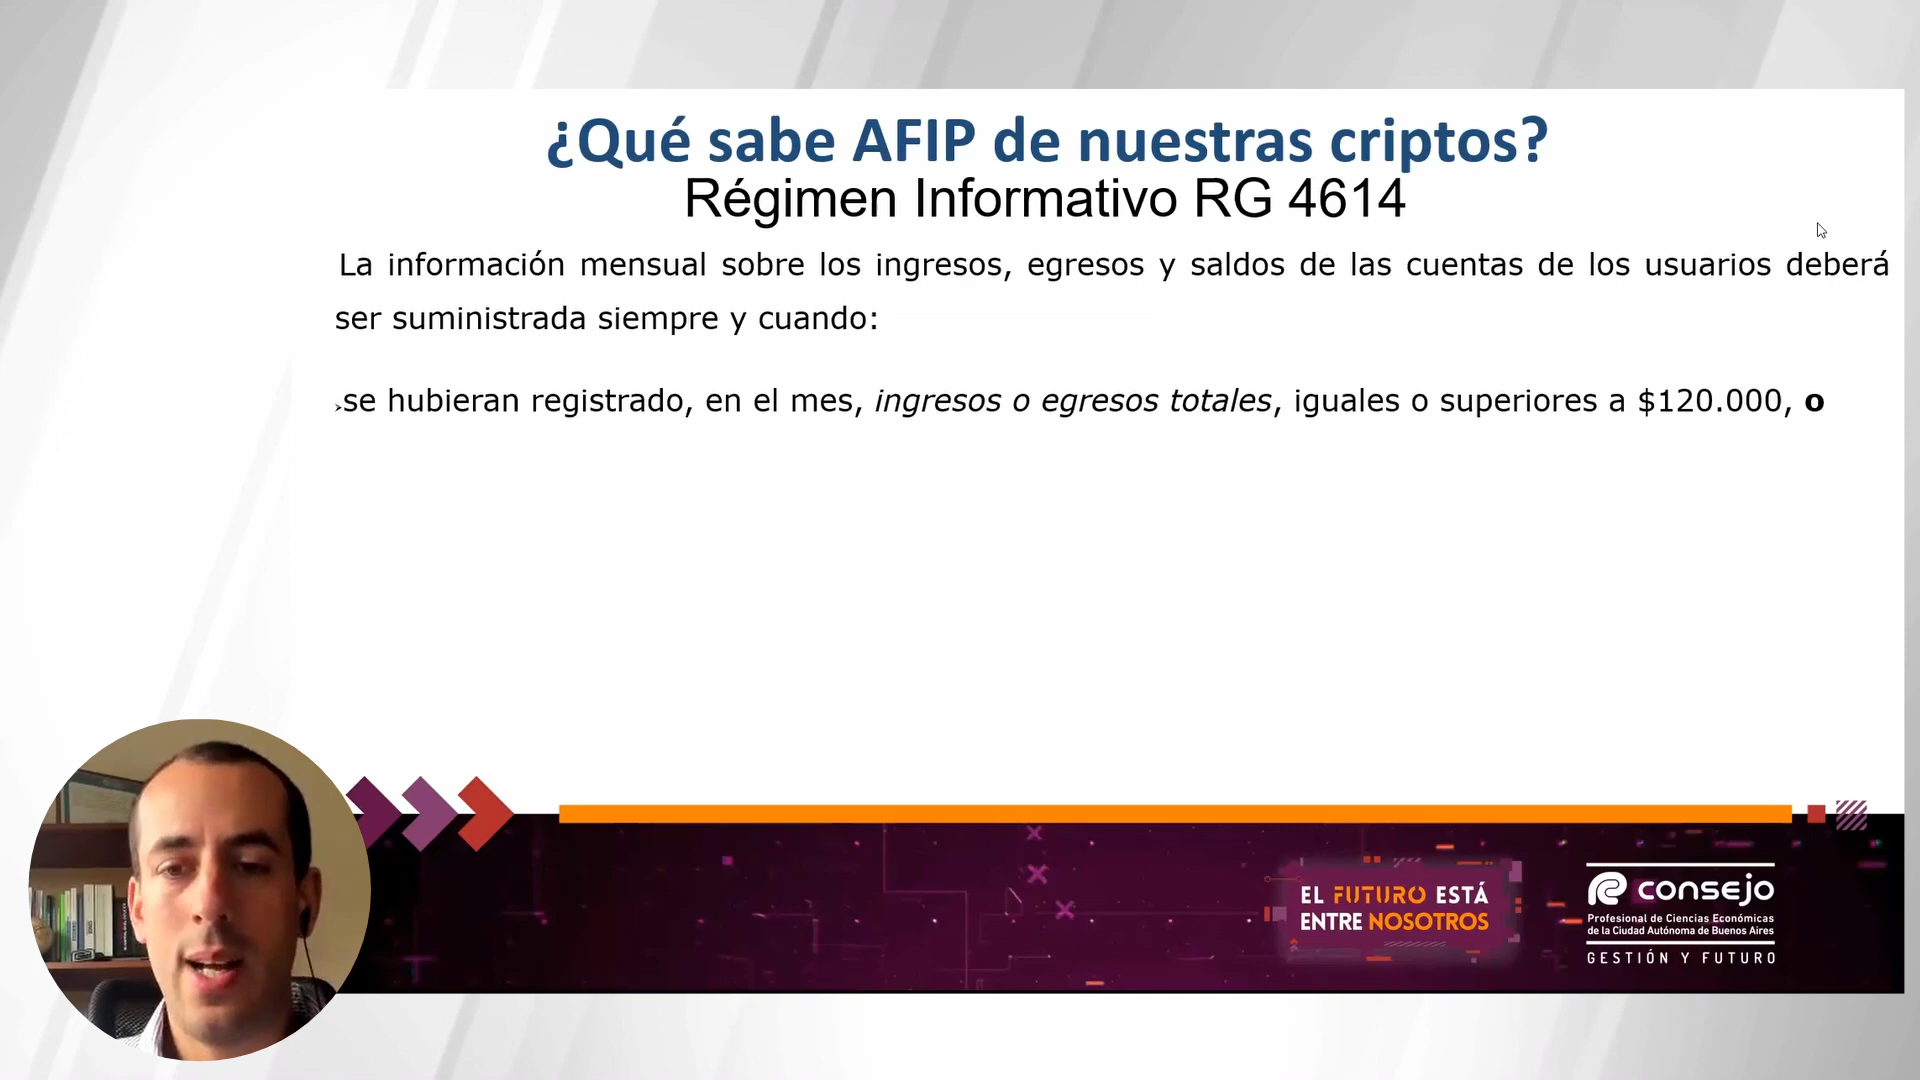 ¿Qué sabe AFIP de nuestras criptos?
Régimen Informativo RG 4614
La información mensual sobre los ingresos, egresos y saldos de las cuentas de los usuarios deberá
ser suministrada siempre y cuando:
se hubieran registrado, en el mes, ingresos o egresos totales, iguales o superiores a $120.000, o
EL FUTURO ESTÁ
ENTRE NOSOTROS
consejo
Profesional de Ciencias Económicas
de la Ciudad Autónoma de Buenos Aires
GESTIÓN Y FUTURO